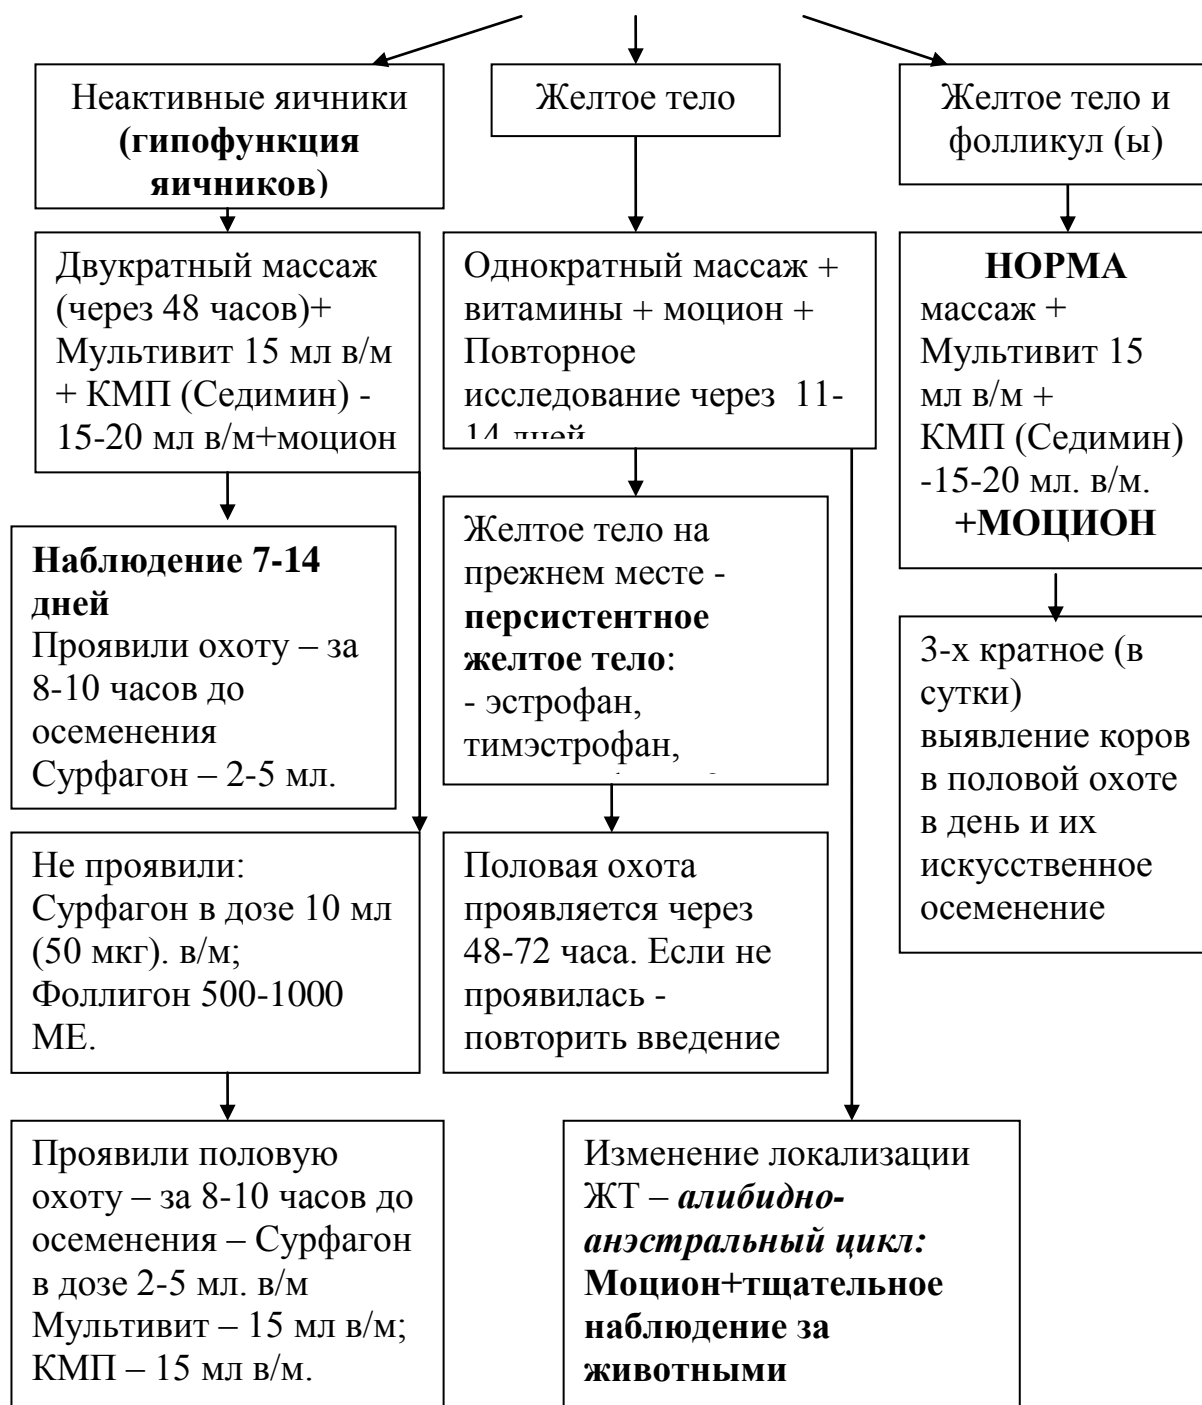 Неактивные яичники
(гипофункция
яичников)
Желтое тело
Желтое тело и
фолликул (ы)
Двукратный массаж
(через 48 часов)+
Мультивит 15 мл в/м
+ КМП (Седимин) -
15-20 мл в/м+моцион
Однократный массаж +
витамины + моцион +
Повторное
исследование через 11-
14 дней
НОРМА
массаж +
Мультивит 15
мл в/м +
КМП (Седимин)
-15-20 мл. в/м.
+МОЦИОН
Наблюдение 7-14
дней
Проявили охоту – за
8-10 часов до
осеменения
Сурфагон – 2-5 мл.
Желтое тело на
прежнем месте -
персистентное
желтое тело:
- эстрофан,
тимэстрофан,
3-х кратное (в
сутки)
выявление коров
в половой охоте
в день и их
искусственное
осеменение
Не проявили:
Сурфагон в дозе 10 мл
(50 мкг). в/м;
Фоллигон 500-1000
МЕ.
Половая охота
проявляется через
48-72 часа. Если не
проявилась -
повторить введение
Проявили половую
охоту – за 8-10 часов до
осеменения – Сурфагон
в дозе 2-5 мл. в/м
Мультивит – 15 мл в/м;
КМП – 15 мл в/м.
Изменение локализации
ЖТ – алибидно-
анэстральный цикл:
Моцион+тщательное
наблюдение за
животными